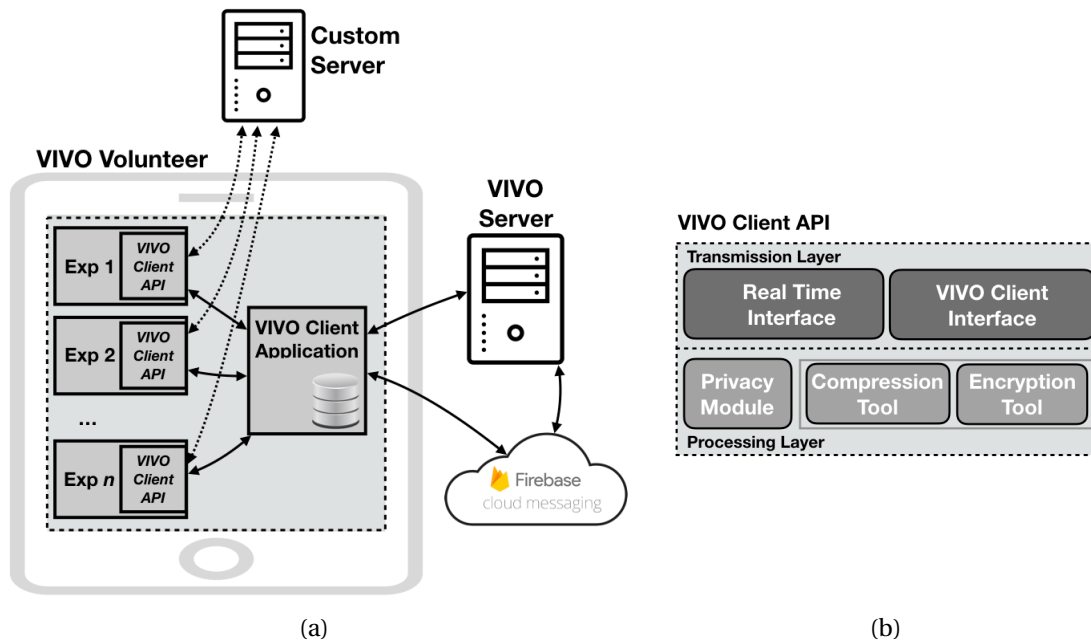 Custom
Server
VIVO Volunteer
VIVO
Server
Exp 1
VIVO
Client
API
Exp 2
VIVO
Client
API
...
Exp n
VIVO
Client
API
VIVO Client
Application
Firebase
cloud messaging
(a)
VIVO Client API
Transmission Layer
Real Time
Interface
VIVO Client
Interface
Privacy
Module
Compression
Tool
Encryption
Tool
Processing Layer
(b)